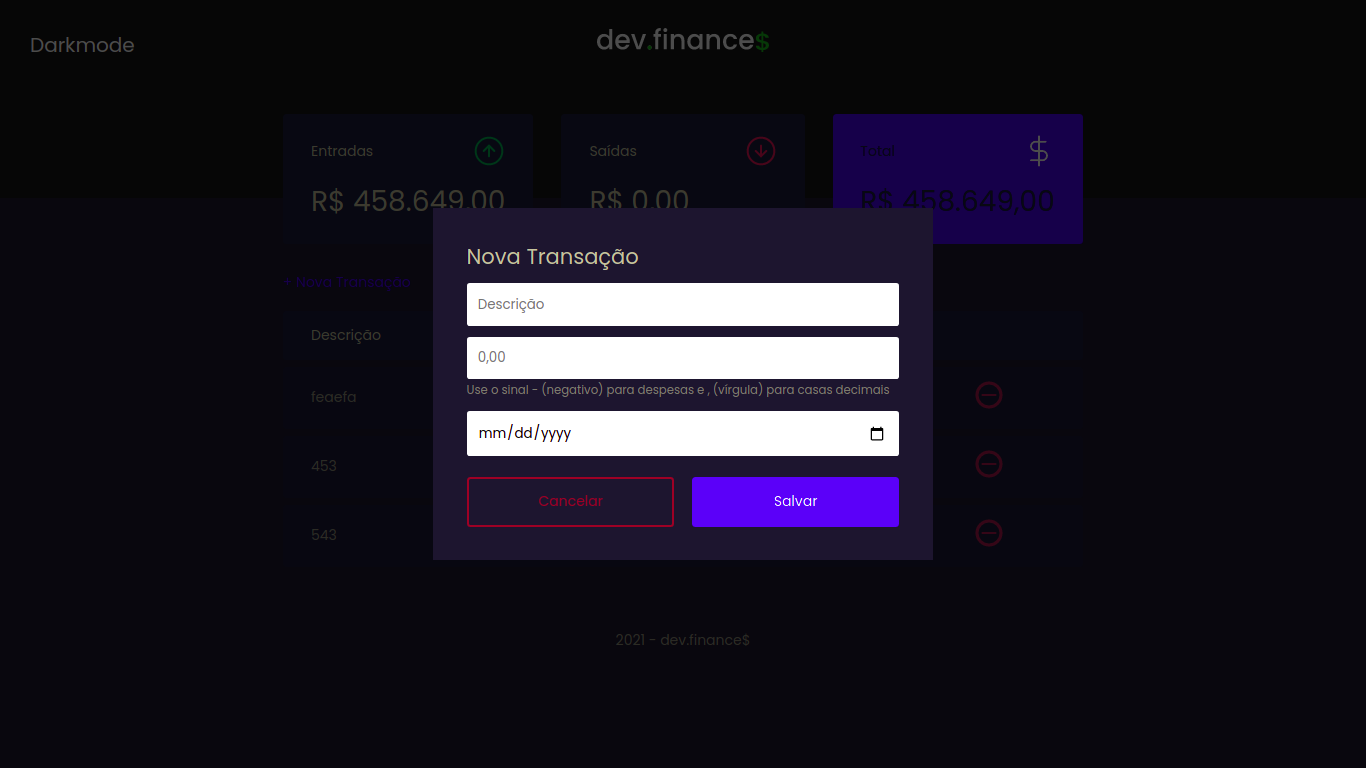 Darkmode
dev.finance$
Entradas
R$ 458.649,00
Saídas
R$ 0,00
Total
R$ 458.649,00
+ Nova Transação
Descrição
feaefa
453
543
Nova Transação
Descrição
0,00
Use o sinal - (negativo) para despesas e , (vírgula) para casas decimais
mm/dd/yyyy
Cancelar
Salvar
2021 - dev.finance$